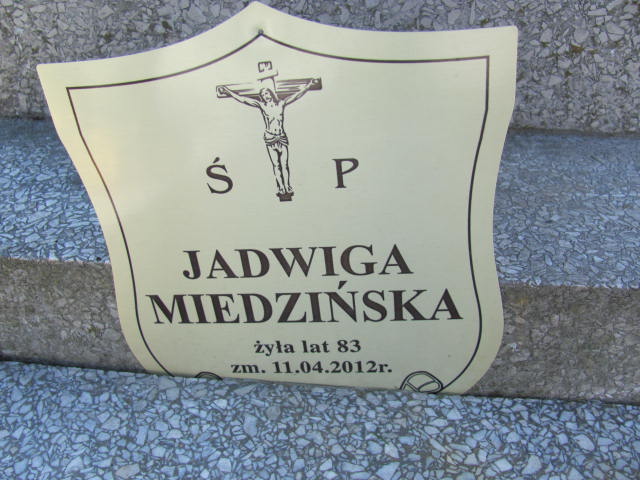 Ś P
JADWIGA
MIEDZIŃSKA
żyła lat 83
zm. 11.04.2012r.